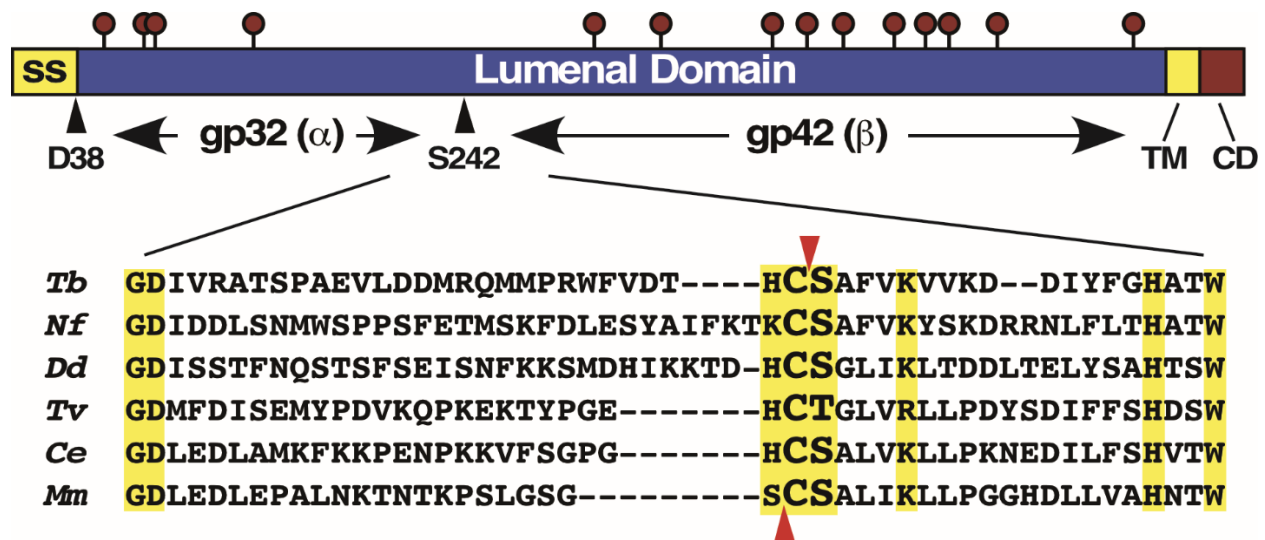 SS Lumenal Domain
gp32 (α) gp42 (β)
D38 S242 TM CD
Tb GDIVRATSPAEVLDDMRQMMPRWFVDT----HCSAFVKVVKD--DIYFGHATW
Nf GDIDDLSNMWSPPSFETMSKFDLESYAIFKTKCSAFVKYSKDRRNLFLTHATW
Dd GDISSTFNQSTSFSEISNFKKSMDHIKKTD-HCSGLIKLTDDLTELYSAHTSW
Tv GDMFDISEMYPDVKQPKEKTYPGE-------HCTGLVRLLPDYSDIFFSHDSW
Ce GDLEDLAMKFKKPENPKKVFSGPG-------HCSALVKLLPKNEDILFSHVTW
Mm GDLEDLEPALNKTNTKPSLGSG---------SCSALIKLLPGGHDLLVAHNTW